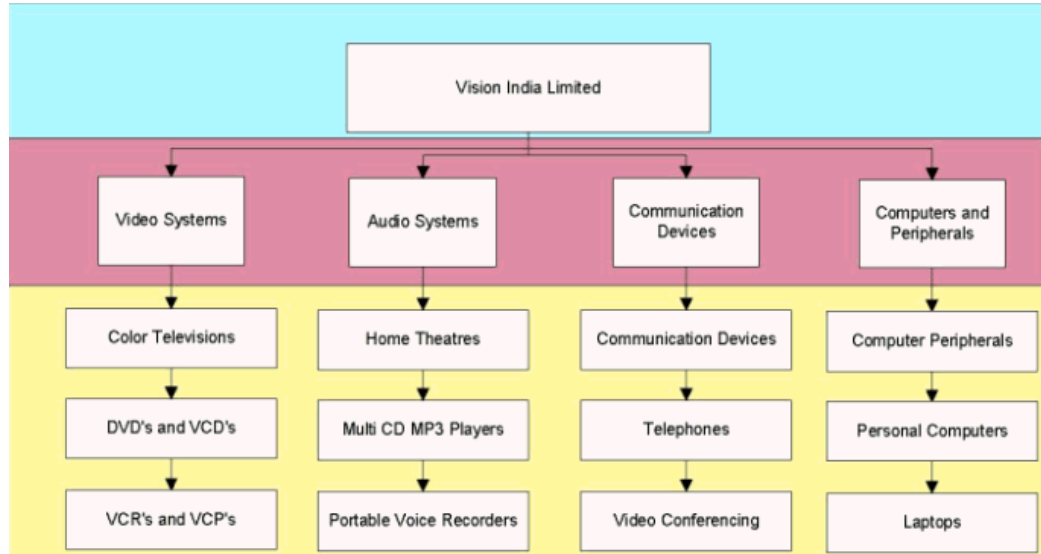 Vision India Limited
Video Systems
Audio Systems
Communication
Devices
Computers and
Peripherals
Color Televisions
Home Theatres
Communication Devices
Computer Peripherals
DVD's and VCD's
Multi CD MP3 Players
Telephones
Personal Computers
VCR's and VCP's
Portable Voice Recorders
Video Conferencing
Laptops